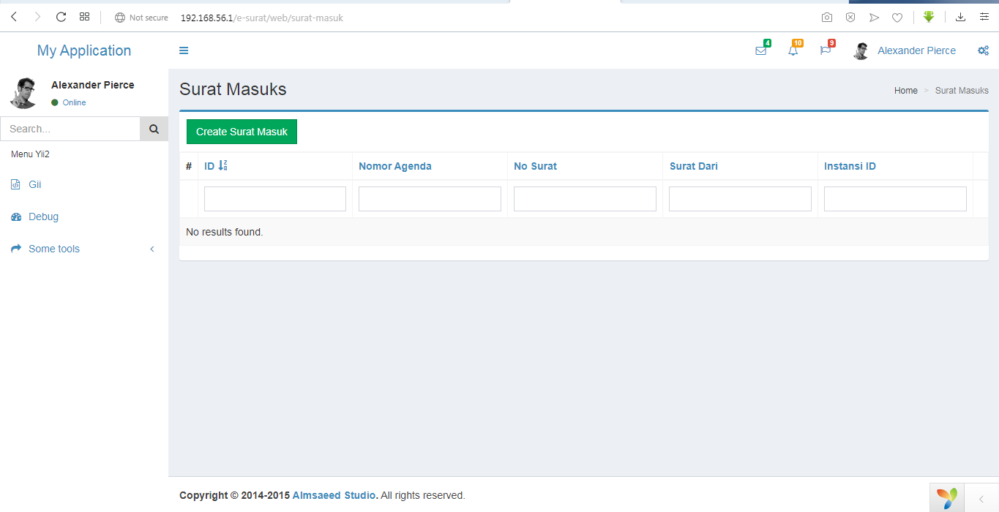 Not secure 192.168.56.1/e-surat/web/surat-masuk
My Application
4
10
9
Alexander Pierce
Alexander Pierce
Online
Search...
Menu Yii2
Gii
Debug
Some tools
Surat Masuks
Home > Surat Masuks
Create Surat Masuk
# ID Nomor Agenda No Surat Surat Dari Instansi ID
No results found.
Copyright © 2014-2015 Almsaeed Studio. All rights reserved.